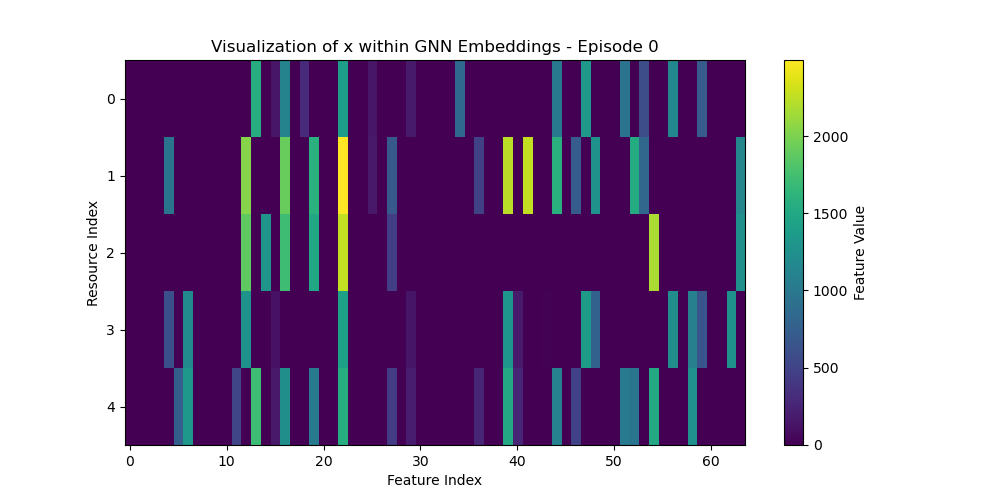 Visualization of x within GNN Embeddings - Episode 0
Resource Index
0
1
2
3
4
0 10 20 30 40 50 60
Feature Index
2000
1500
1000
500
0
Feature Value